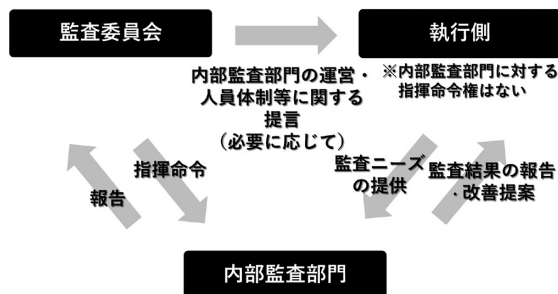 監査委員会
執行側
内部監査部門の運営・
人員体制等に関する
提言
（必要に応じて）
※内部監査部門に対する
指揮命令権はない
報告
指揮命令
監査ニーズ
の提供
監査結果の報告
・改善提案
内部監査部門